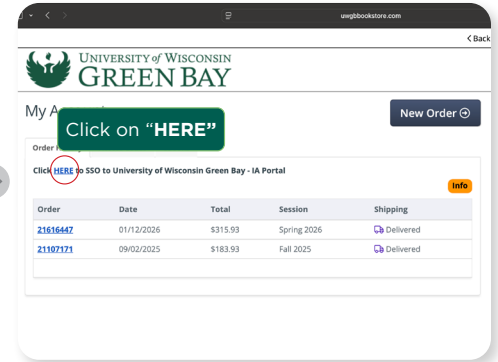 uwgbbookstore.com
< Back
UNIVERSITY of WISCONSIN
GREEN BAY
My A
New Order
Click on “HERE”
Order
Click HERE to SSO to University of Wisconsin Green Bay - IA Portal
Info
Order Date Total Session Shipping
21616447 01/12/2026 $315.93 Spring 2026 Delivered
21107171 09/02/2025 $183.93 Fall 2025 Delivered